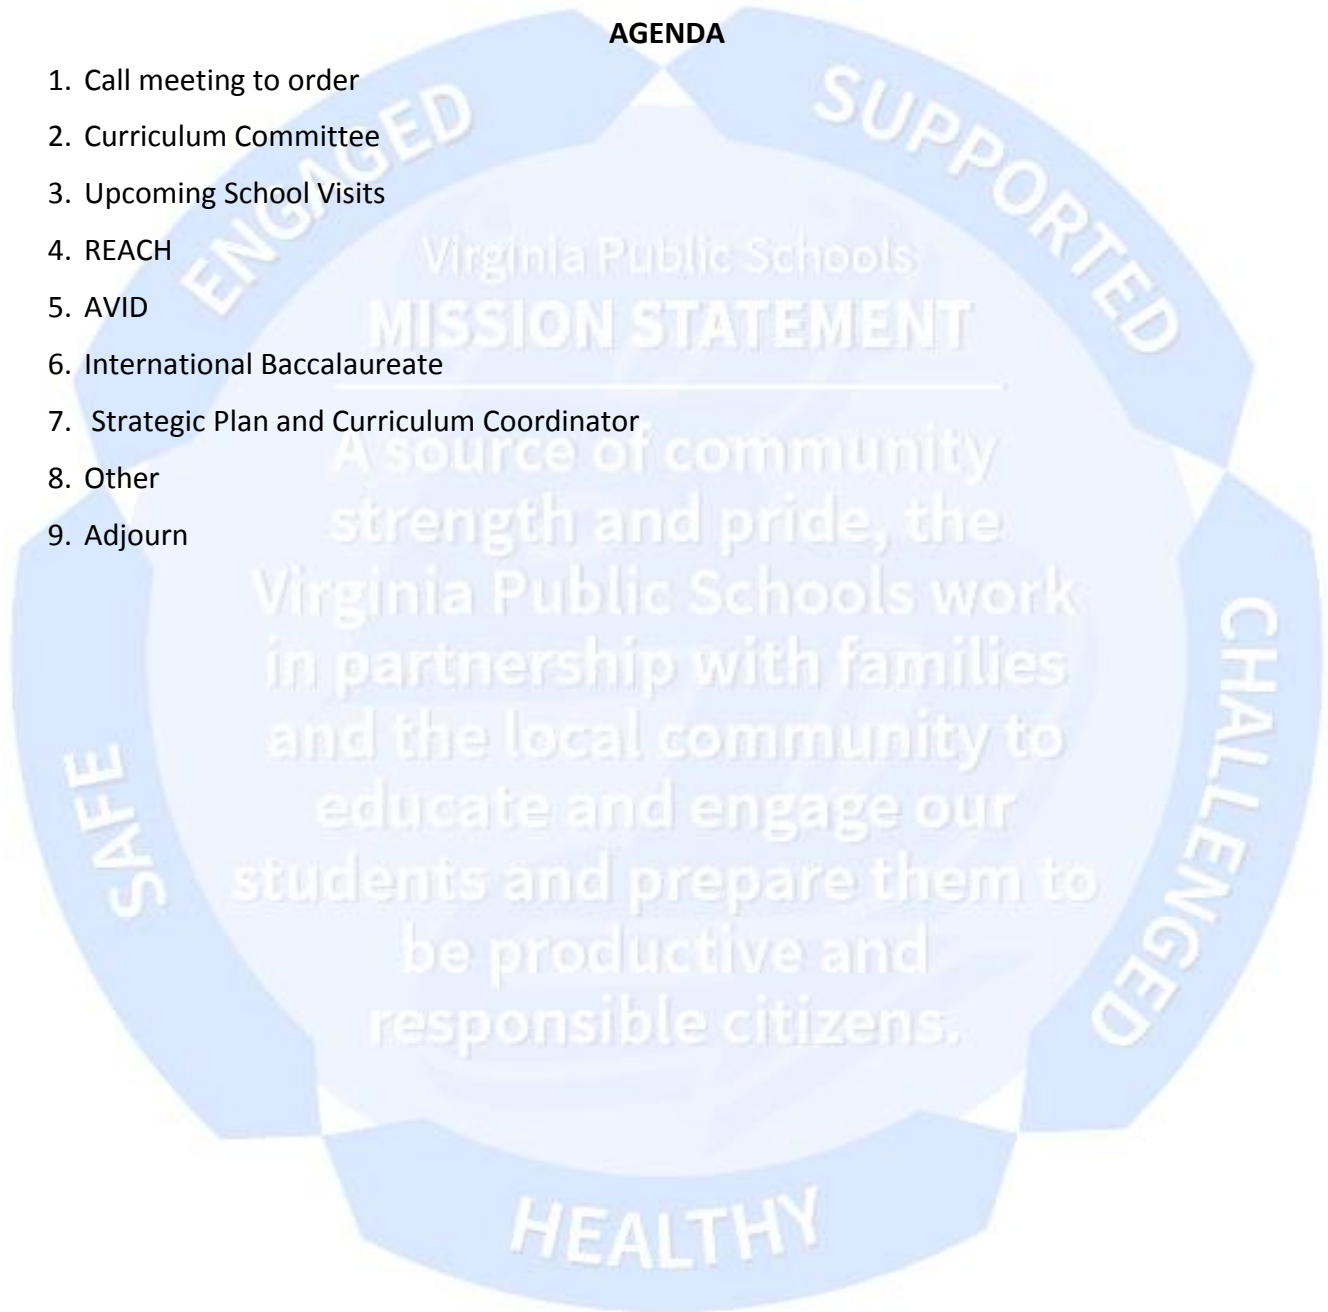 AGENDA
1. Call meeting to order
2. Curriculum Committee
3. Upcoming School Visits
4. REACH
5. AVID
6. International Baccalaureate
7. Strategic Plan and Curriculum Coordinator
8. Other
9. Adjourn
ENGAGED
SUPPORTED
CHALLENGED
HEALTHY
SAFE
Virginia Public Schools
MISSION STATEMENT
A source of community
strength and pride, the
Virginia Public Schools work
in partnership with families
and the local community to
educate and engage our
students and prepare them to
be productive and
responsible citizens.